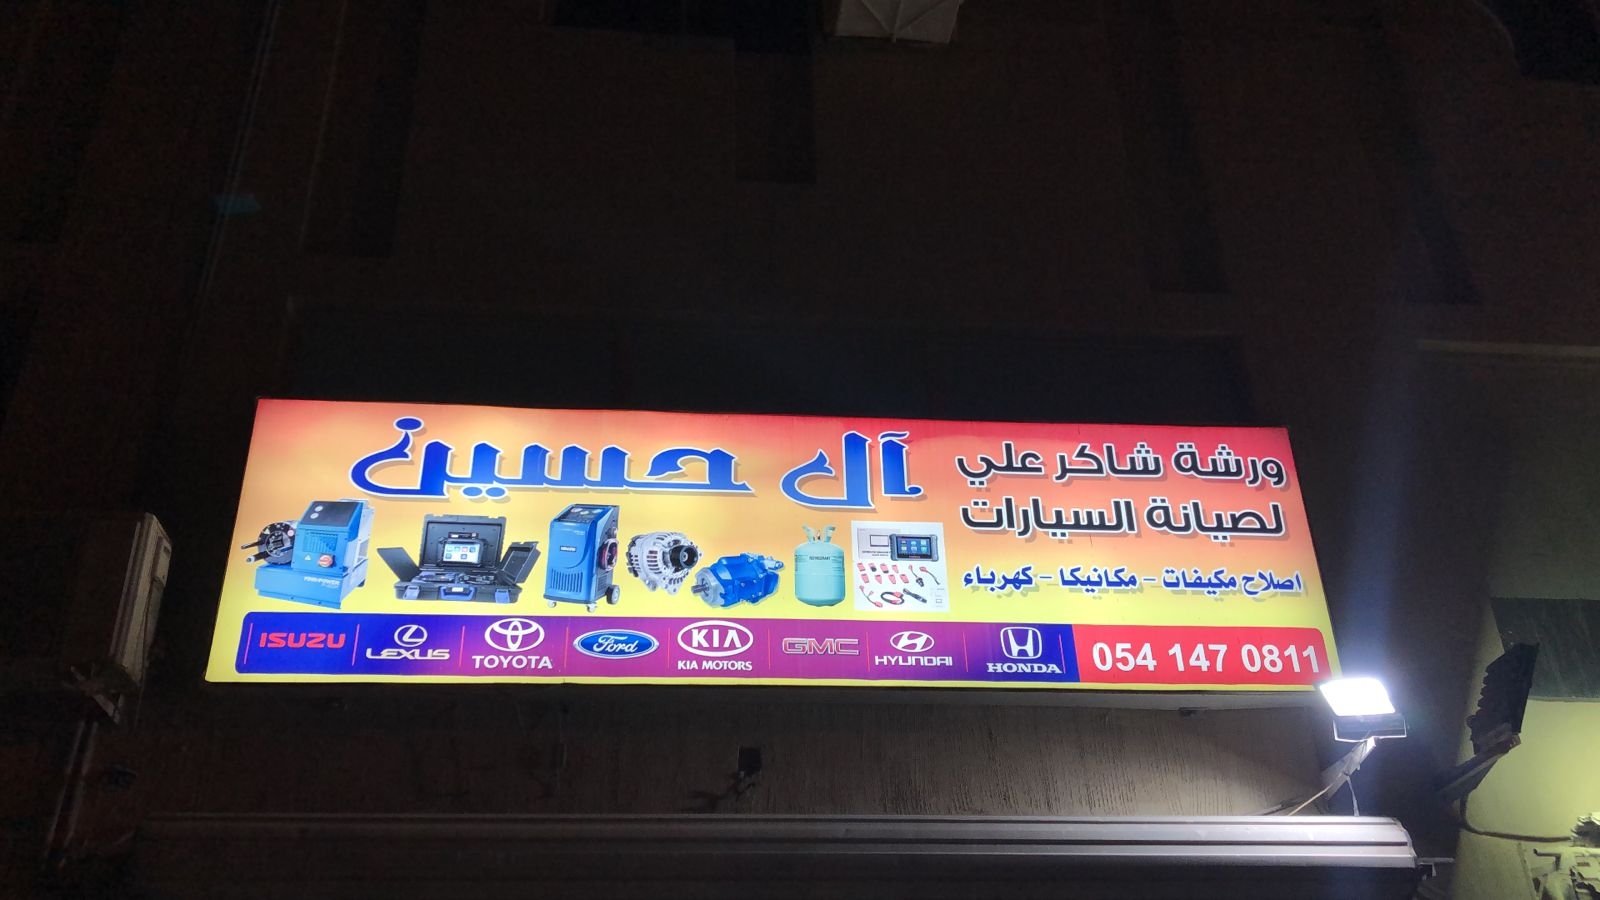 ورشة شاكر علي
لصيانة السيارات
آل حسين
اصلاح مكيفات - مكانيكا - كهرباء
ISUZU
LEXUS
TOYOTA
Ford
KIA
KIA MOTORS
GMC
HYUNDAI
HONDA
054 147 0811